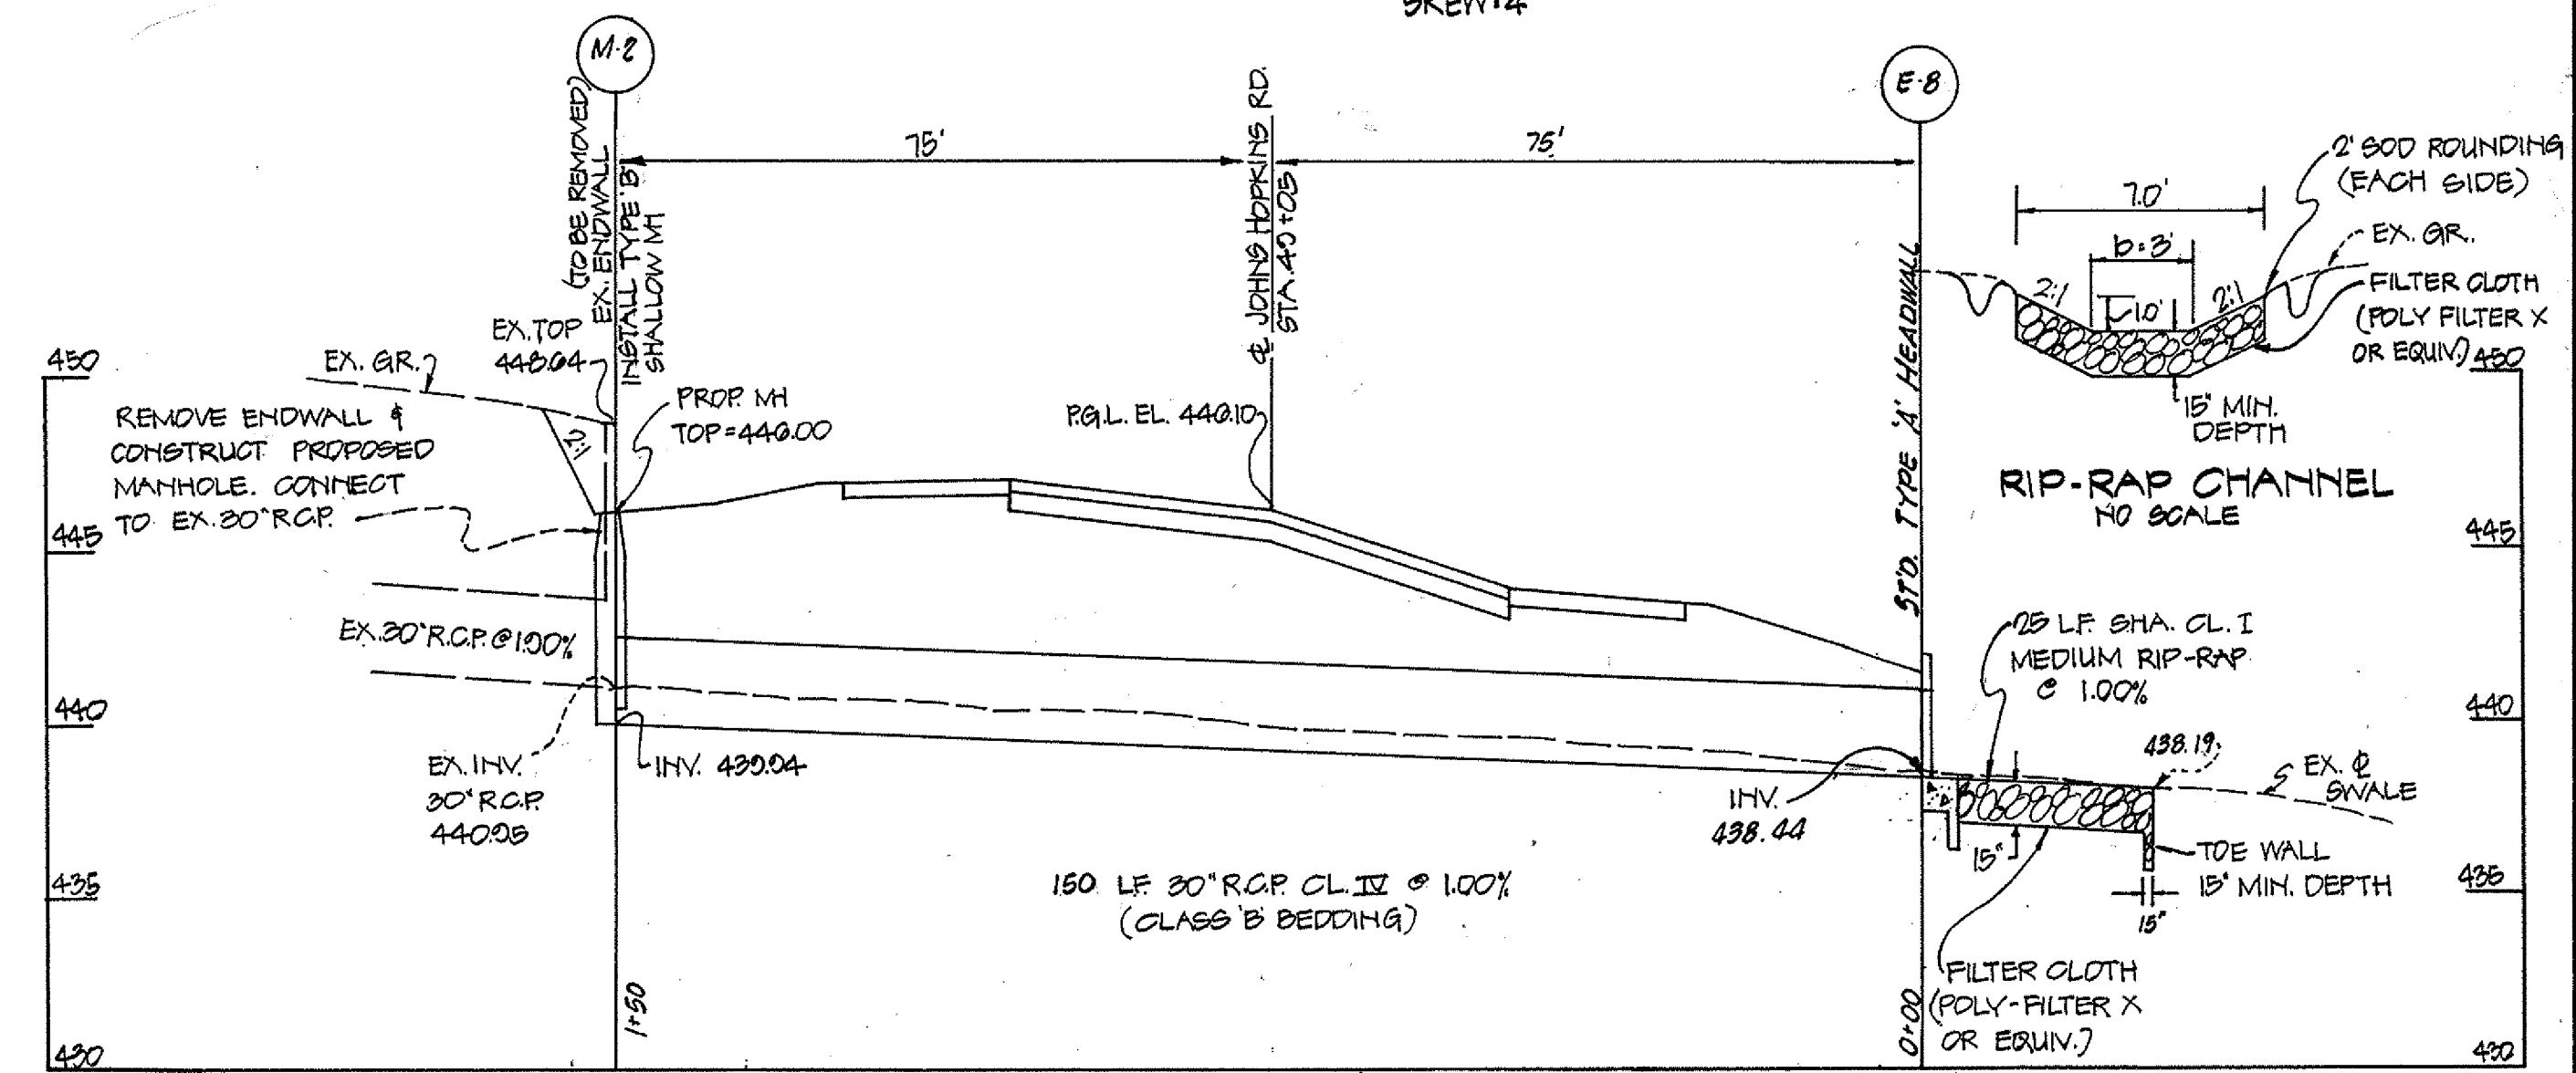 SKEW: 4
M-2
E-8
(TO BE REMOVED)
EX. ENDWALL
INSTALL TYPE 'B'
SHALLOW MH
75'
℄ JOHNS HOPKINS RD.
STA. 49+05
75'
STD. TYPE 'A' HEADWALL
2' SOD ROUNDING
(EACH SIDE)
7.0'
b=3'
EX. GR.
2:1
1.0'
2:1
FILTER CLOTH
(POLY FILTER X
OR EQUIV.)
15" MIN.
DEPTH
RIP-RAP CHANNEL
NO SCALE
450
450
EX. GR.
EX. TOP
448.64
1:0
PROP. MH
TOP=446.00
P.G.L. EL. 446.10
REMOVE ENDWALL &
CONSTRUCT PROPOSED
MANHOLE. CONNECT
TO EX. 30" R.C.P.
445
445
EX. 30" R.C.P. @ 1.00%
25 L.F. SHA. CL. I
MEDIUM RIP-RAP
@ 1.00%
440
440
EX. INV.
30" R.C.P.
440.95
INV. 439.94
INV.
438.44
438.19
EX. ℄
SWALE
15"
TOE WALL
15" MIN. DEPTH
15"
435
435
150 L.F. 30" R.C.P. CL. IV @ 1.00%
(CLASS 'B' BEDDING)
FILTER CLOTH
(POLY-FILTER X
OR EQUIV.)
1+50
0+00
430
430